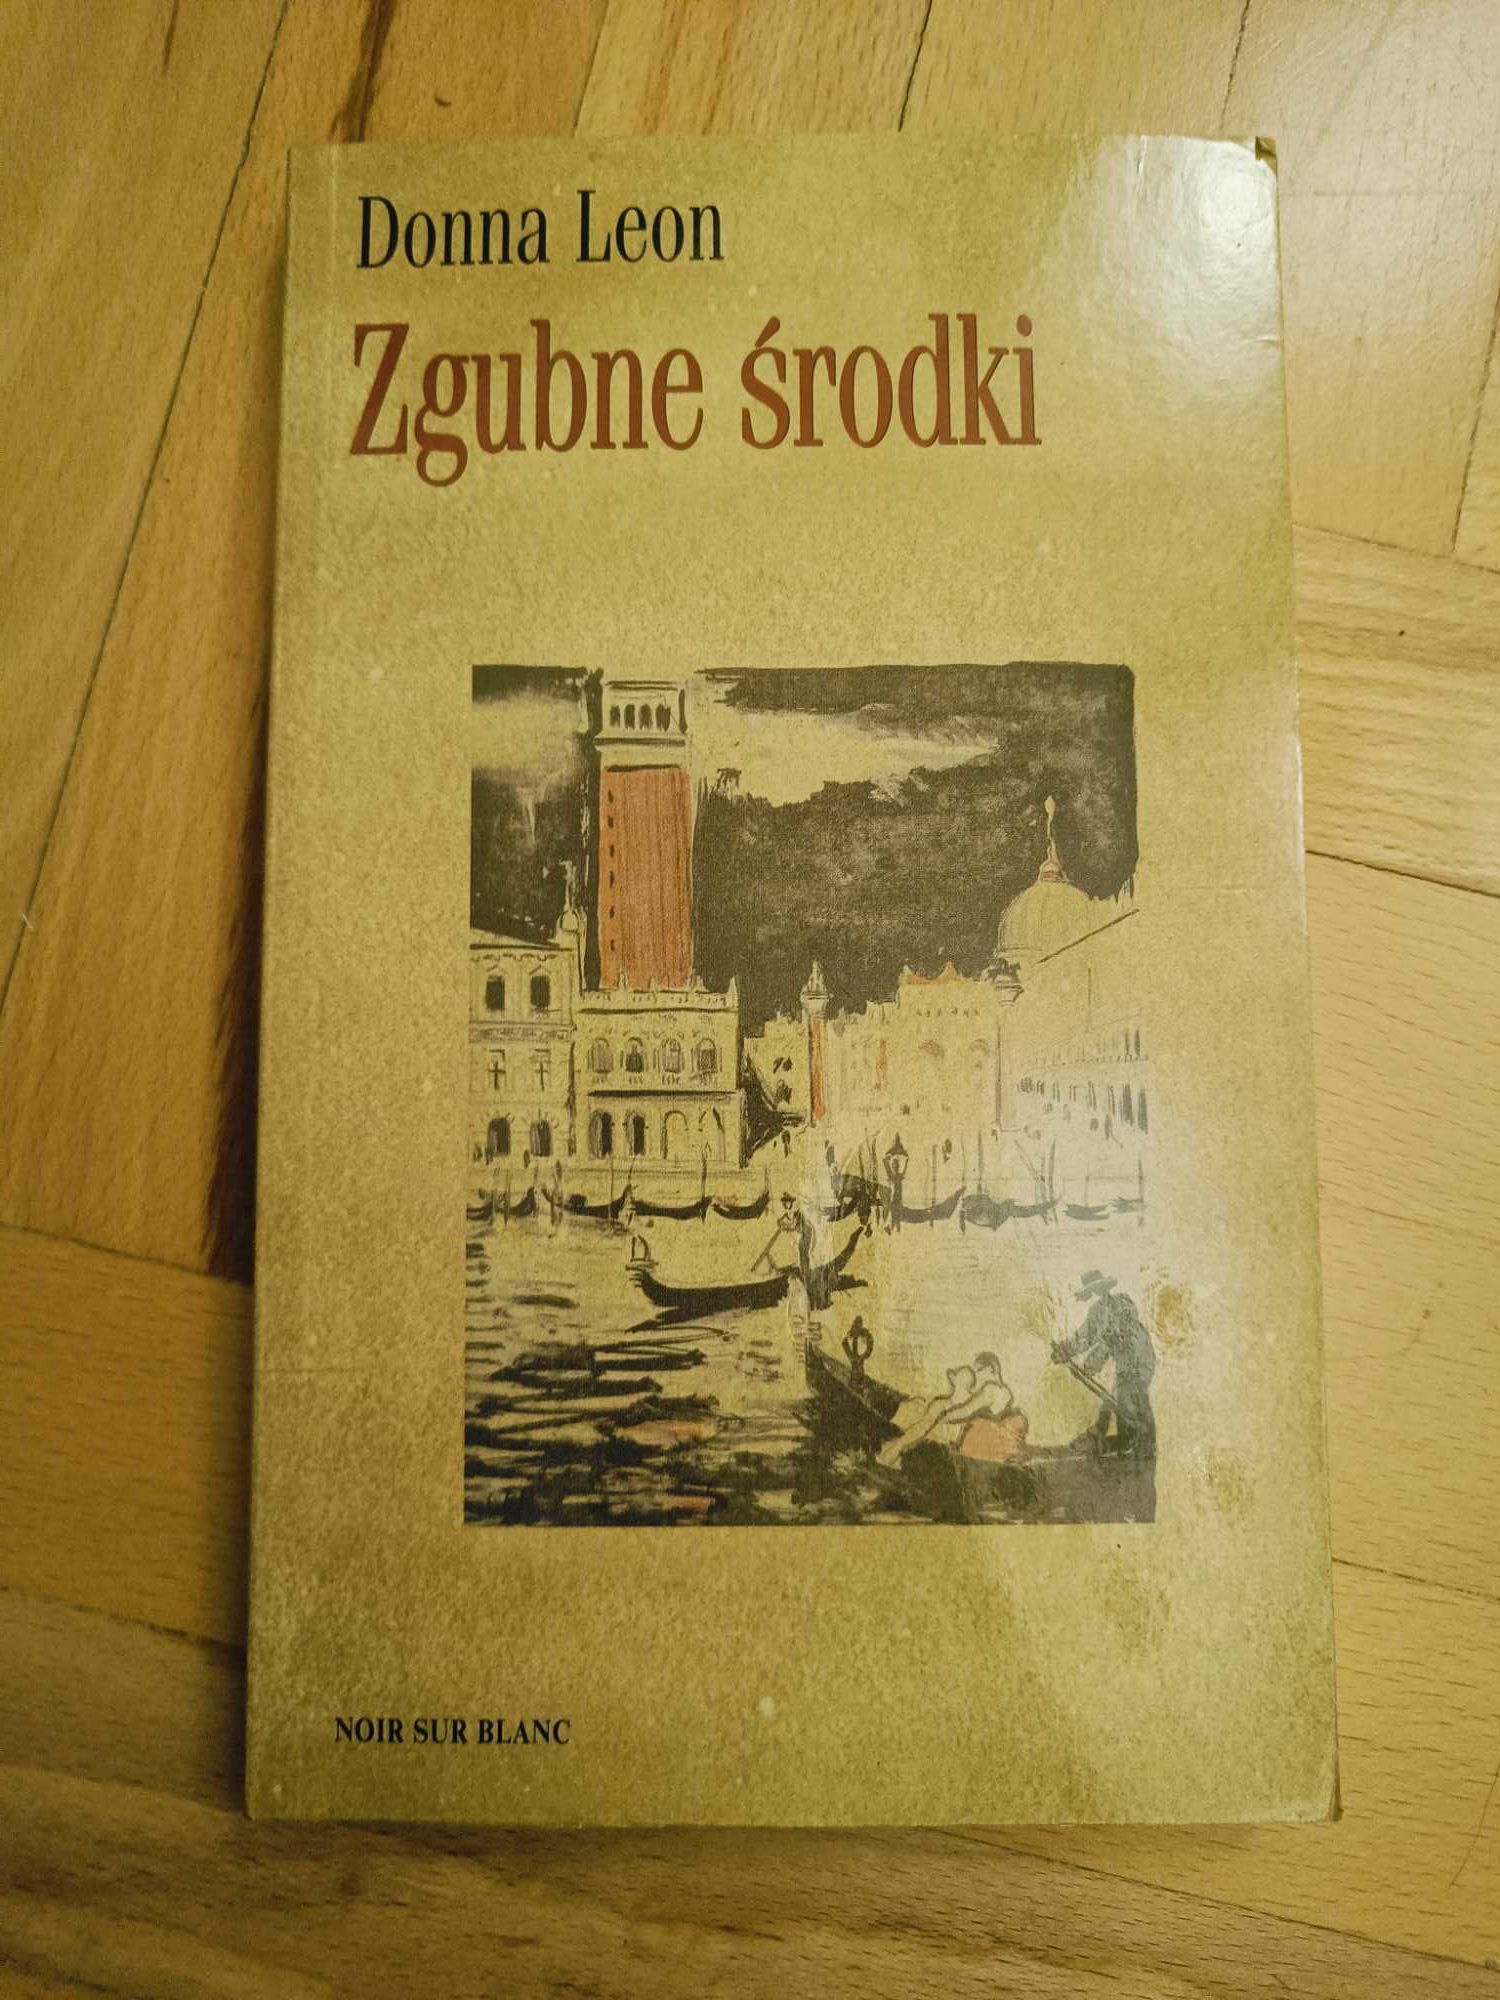 Donna Leon
Zgubne środki
NOIR SUR BLANC